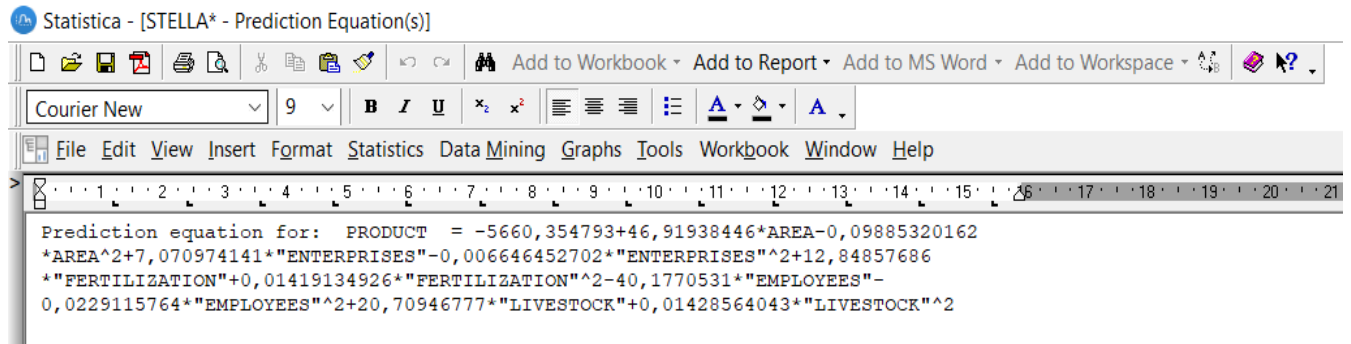 Statistica - [STELLA* - Prediction Equation(s)]
Add to Workbook Add to Report Add to MS Word Add to Workspace
Courier New 9 B I U x₂ x² A A
File Edit View Insert Format Statistics Data Mining Graphs Tools Workbook Window Help
1 2 3 4 5 6 7 8 9 10 11 12 13 14 15 16 17 18 19 20 21
Prediction equation for: PRODUCT = -5660,354793+46,91938446*AREA-0,09885320162
*AREA^2+7,070974141*"ENTERPRISES"-0,006646452702*"ENTERPRISES"^2+12,84857686
*"FERTILIZATION"+0,01419134926*"FERTILIZATION"^2-40,1770531*"EMPLOYEES"-
0,0229115764*"EMPLOYEES"^2+20,70946777*"LIVESTOCK"+0,01428564043*"LIVESTOCK"^2